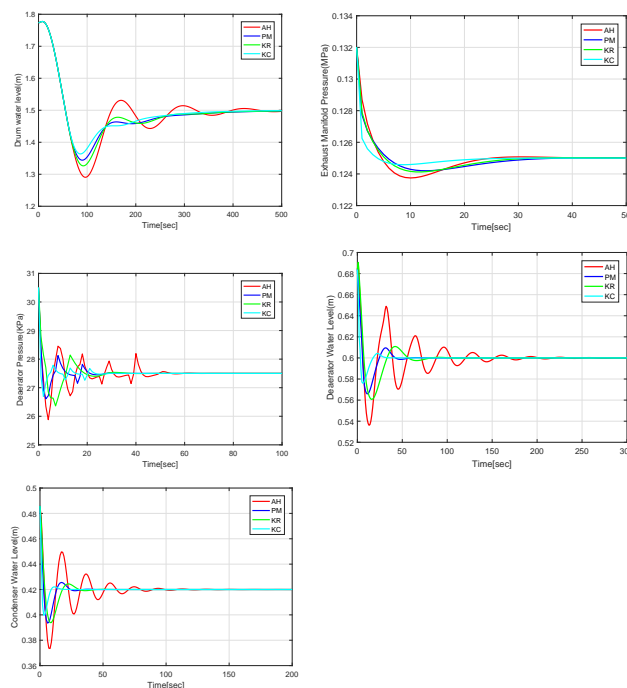 Drum water level(m)
1.8
1.7
1.6
1.5
1.4
1.3
1.2
0
100
200
300
400
500
Time[sec]
AH
PM
KR
KC
Exhaust Manifold Pressure(MPa)
0.134
0.132
0.13
0.128
0.126
0.124
0.122
0
10
20
30
40
50
Time[sec]
AH
PM
KR
KC
Deaerator Pressure(KPa)
31
30
29
28
27
26
25
0
20
40
60
80
100
Time[sec]
AH
PM
KR
KC
Deaerator Water Level(m)
0.7
0.68
0.66
0.64
0.62
0.6
0.58
0.56
0.54
0.52
0
50
100
150
200
250
300
Time[sec]
AH
PM
KR
KC
Condenser Water Level(m)
0.5
0.48
0.46
0.44
0.42
0.4
0.38
0.36
0
50
100
150
200
Time[sec]
AH
PM
KR
KC